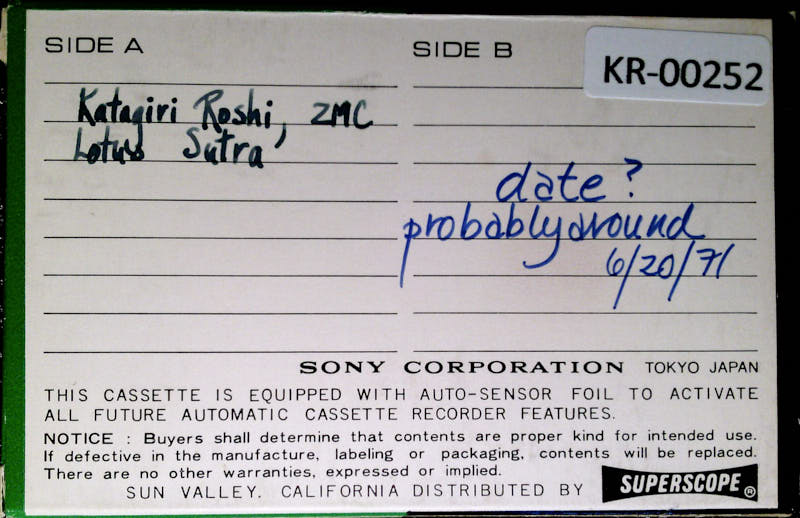 SIDE A
SIDE B
KR-00252
Katagiri Roshi, ZMC
Lotus Sutra
date?
probably around
6/20/71
SONY CORPORATION TOKYO JAPAN
THIS CASSETTE IS EQUIPPED WITH AUTO-SENSOR FOIL TO ACTIVATE
ALL FUTURE AUTOMATIC CASSETTE RECORDER FEATURES.
NOTICE : Buyers shall determine that contents are proper kind for intended use.
If defective in the manufacture, labeling or packaging, contents will be replaced.
There are no other warranties, expressed or implied.
SUN VALLEY. CALIFORNIA DISTRIBUTED BY SUPERSCOPE®